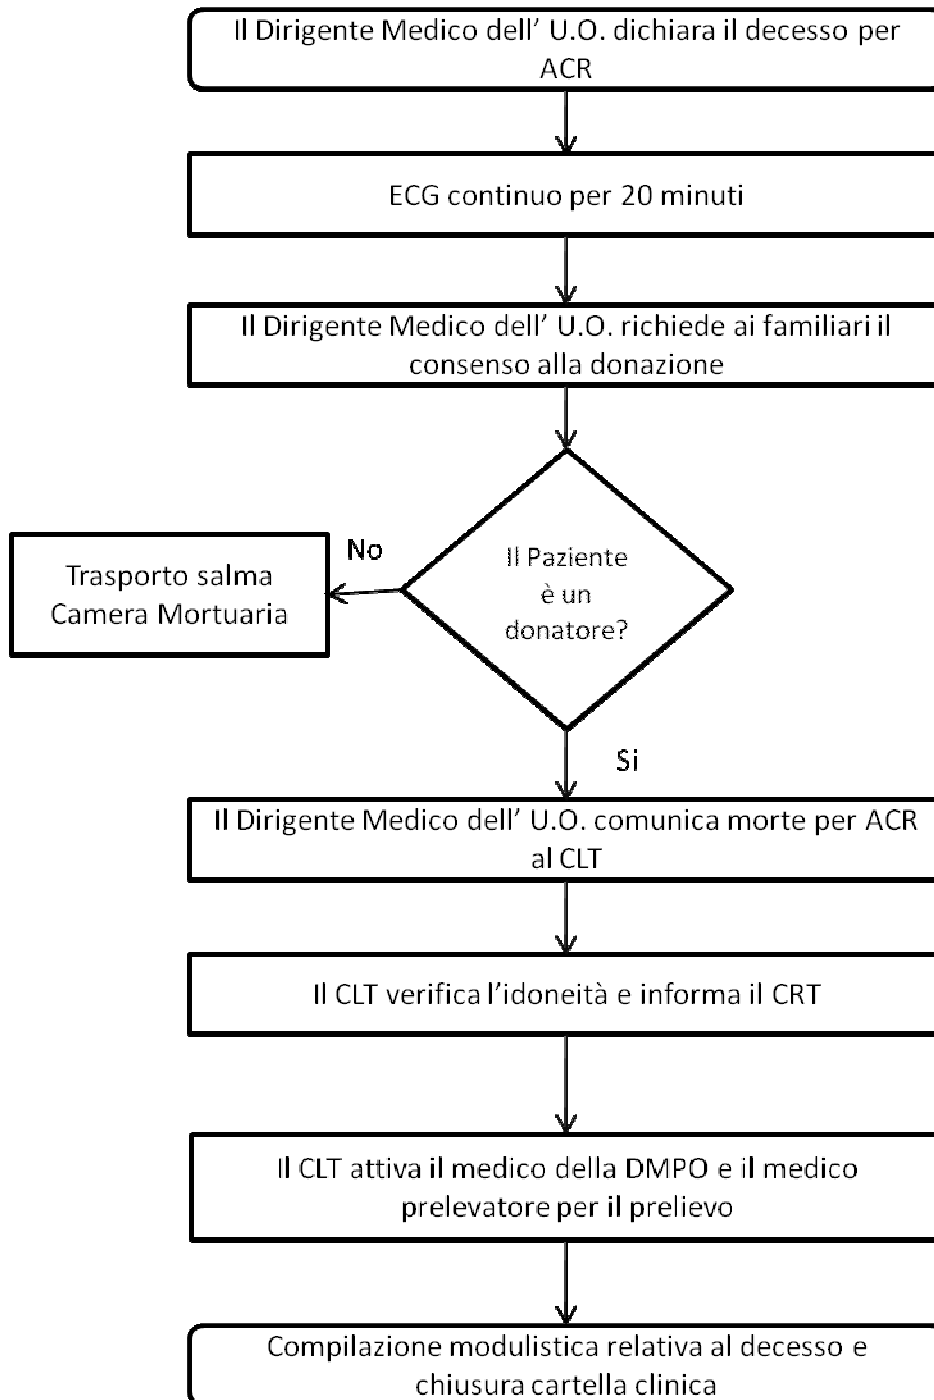 Il Dirigente Medico dell' U.O. dichiara il decesso per
ACR
ECG continuo per 20 minuti
Il Dirigente Medico dell' U.O. richiede ai familiari il
consenso alla donazione
Il Paziente
è un
donatore?
No
Trasporto salma
Camera Mortuaria
Si
Il Dirigente Medico dell' U.O. comunica morte per ACR
al CLT
Il CLT verifica l'idoneità e informa il CRT
Il CLT attiva il medico della DMPO e il medico
prelevatore per il prelievo
Compilazione modulistica relativa al decesso e
chiusura cartella clinica